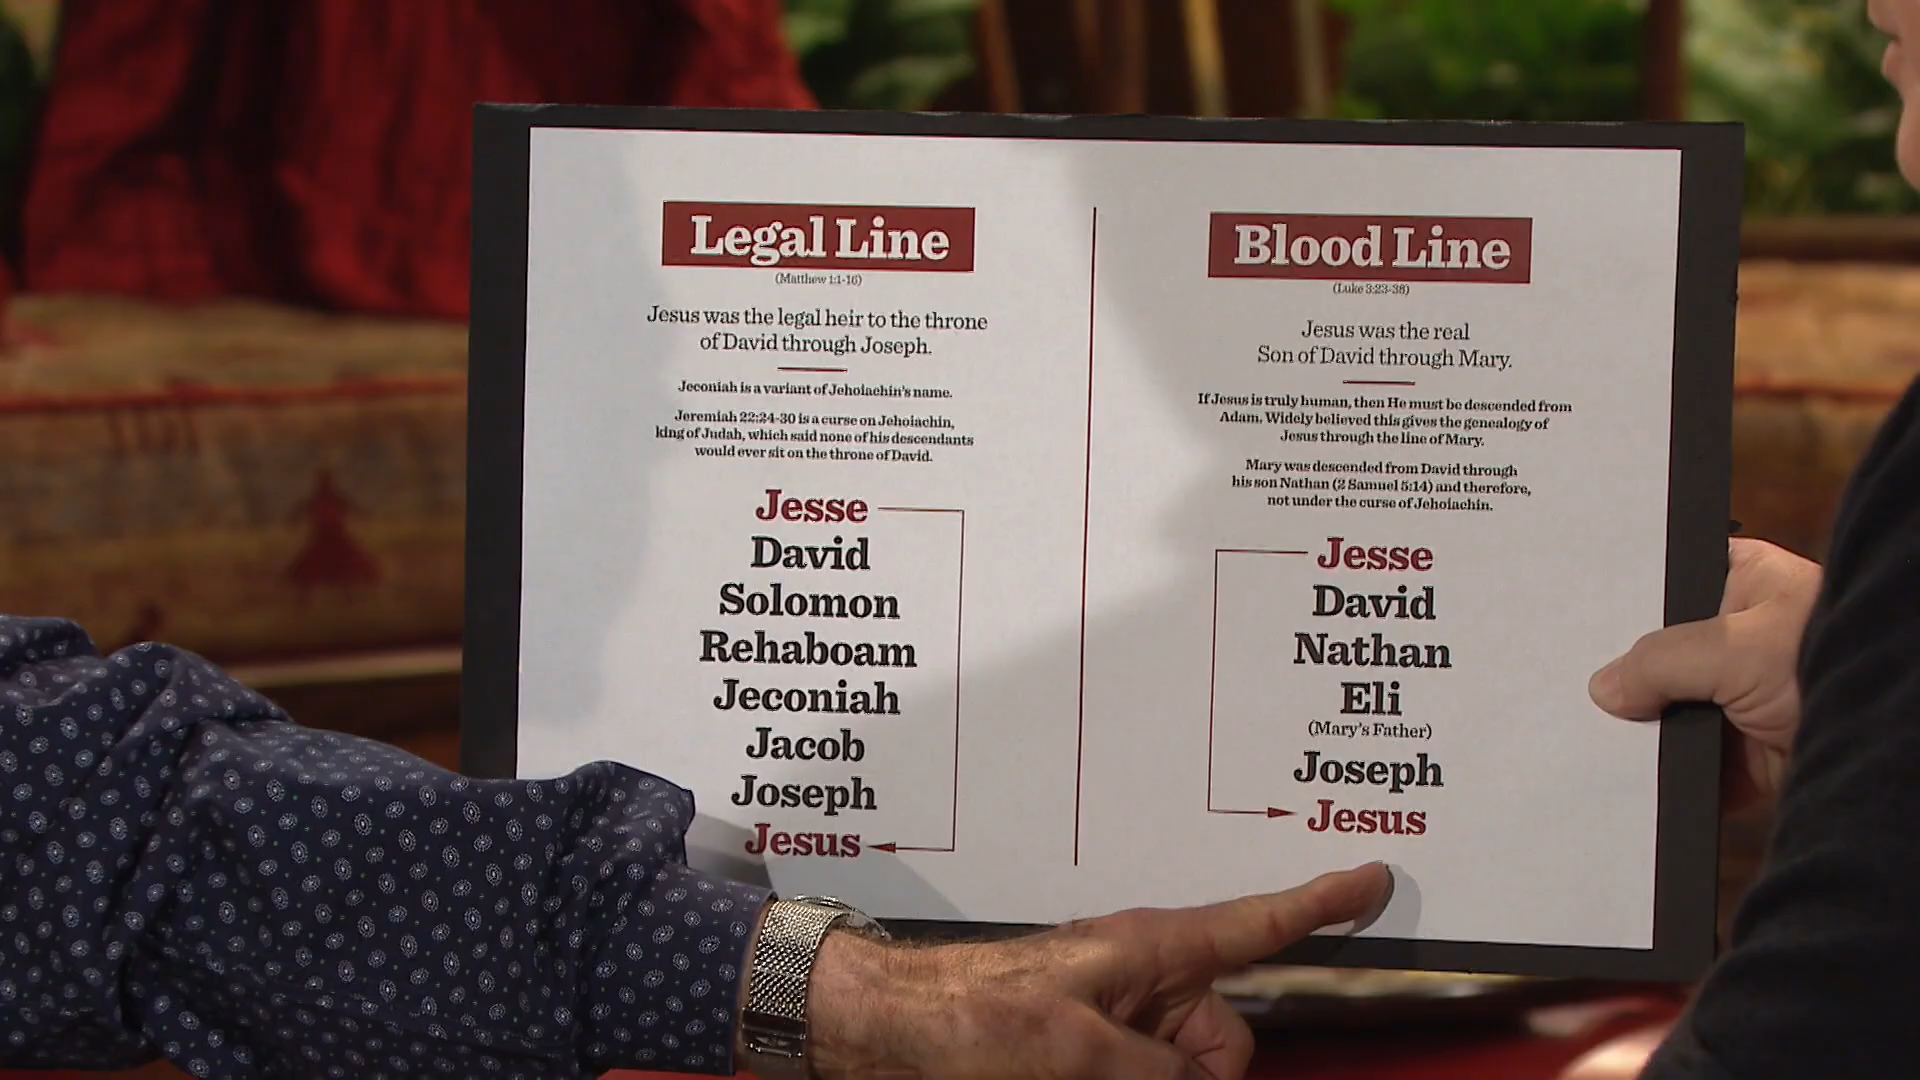 Legal Line
(Matthew 1:1-16)
Jesus was the legal heir to the throne
of David through Joseph.
Jeconiah is a variant of Jehoiachin's name.
Jeremiah 22:24-30 is a curse on Jehoiachin,
king of Judah, which said none of his descendants
would ever sit on the throne of David.
Jesse
David
Solomon
Rehaboam
Jeconiah
Jacob
Joseph
Jesus
Blood Line
(Luke 3:23-38)
Jesus was the real
Son of David through Mary.
If Jesus is truly human, then He must be descended from
Adam. Widely believed this gives the genealogy of
Jesus through the line of Mary.
Mary was descended from David through
his son Nathan (2 Samuel 5:14) and therefore,
not under the curse of Jehoiachin.
Jesse
David
Nathan
Eli
(Mary's Father)
Joseph
Jesus